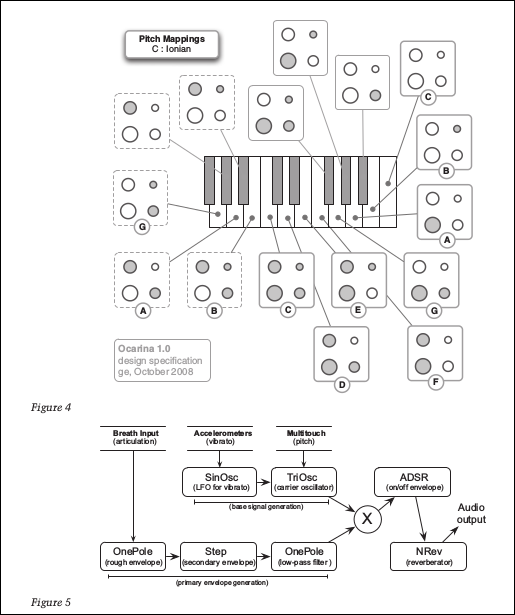 Pitch Mappings
C : Ionian
C
B
G
A
A
B
C
E
G
D
F
Ocarina 1.0
design specification
ge, October 2008
Figure 4
Breath Input
(articulation)
Accelerometers
(vibrato)
Multitouch
(pitch)
SinOsc
(LFO for vibrato)
TriOsc
(carrier oscillator)
ADSR
(on/off envelope)
(base signal generation)
X
Audio
output
OnePole
(rough envelope)
Step
(secondary envelope)
OnePole
(low-pass filter )
NRev
(reverberator)
(primary envelope generation)
Figure 5